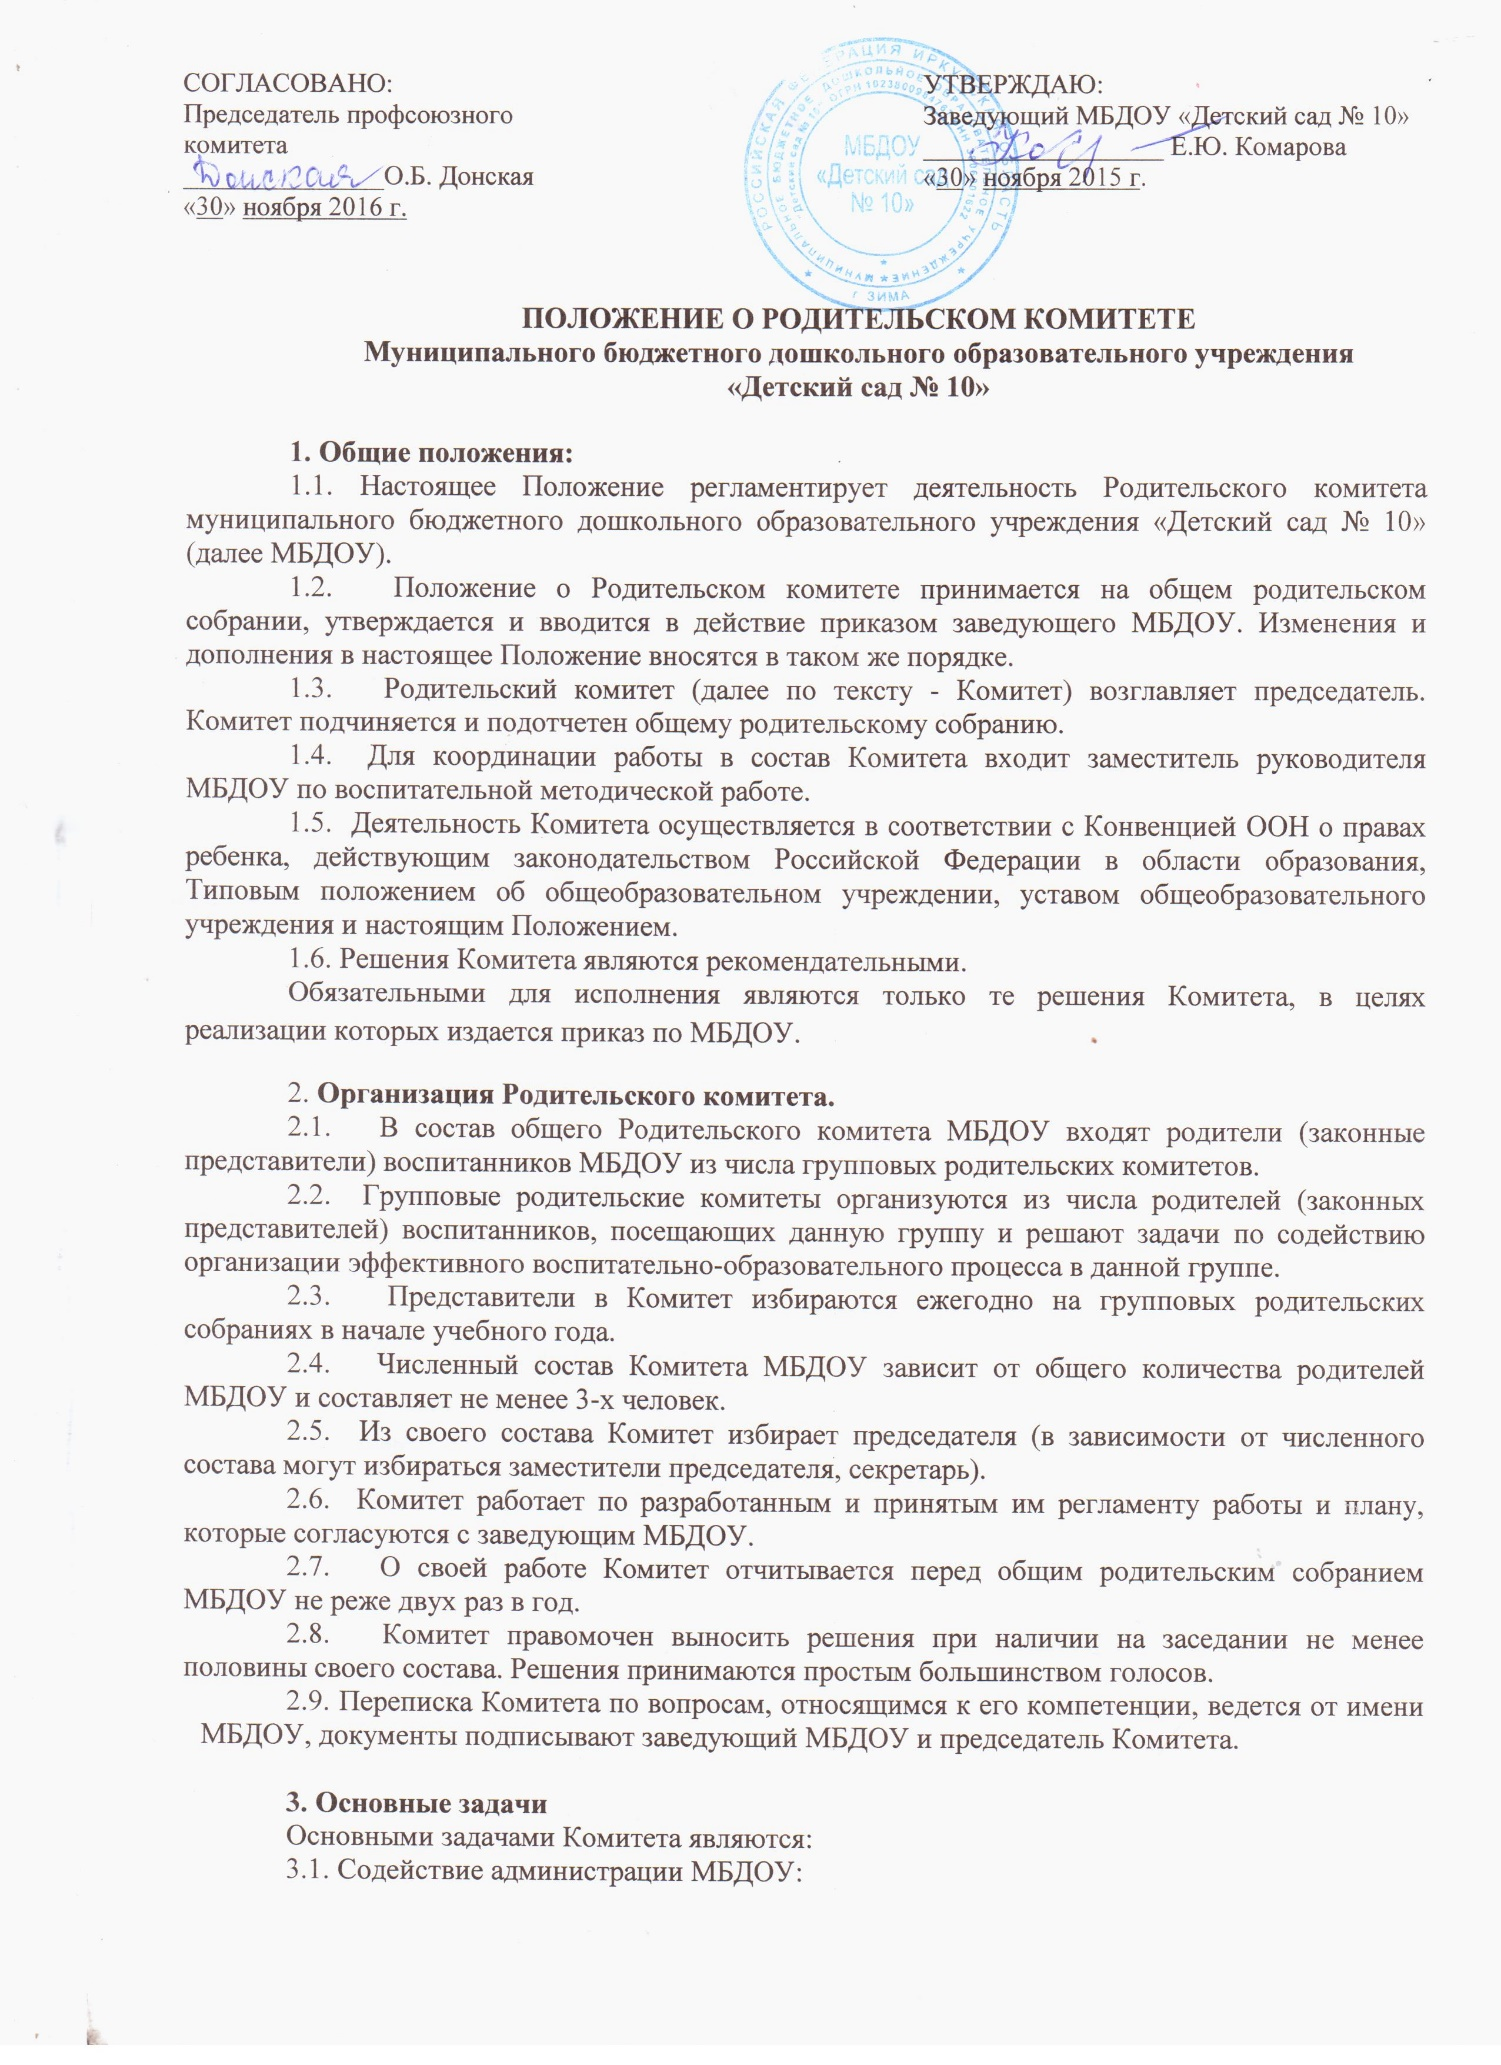 СОГЛАСОВАНО:
Председатель профсоюзного
комитета
Донская О.Б. Донская
«30» ноября 2016 г.
УТВЕРЖДАЮ:
Заведующий МБДОУ «Детский сад № 10»
Е.Ю. Комарова
«30» ноября 2015 г.
МБДОУ
«Детский сад
№ 10»
г ЗИМА
ПОЛОЖЕНИЕ О РОДИТЕЛЬСКОМ КОМИТЕТЕ
Муниципального бюджетного дошкольного образовательного учреждения
«Детский сад № 10»
1. Общие положения:
1.1. Настоящее Положение регламентирует деятельность Родительского комитета
муниципального бюджетного дошкольного образовательного учреждения «Детский сад № 10»
(далее МБДОУ).
1.2. Положение о Родительском комитете принимается на общем родительском
собрании, утверждается и вводится в действие приказом заведующего МБДОУ. Изменения и
дополнения в настоящее Положение вносятся в таком же порядке.
1.3. Родительский комитет (далее по тексту - Комитет) возглавляет председатель.
Комитет подчиняется и подотчетен общему родительскому собранию.
1.4. Для координации работы в состав Комитета входит заместитель руководителя
МБДОУ по воспитательной методической работе.
1.5. Деятельность Комитета осуществляется в соответствии с Конвенцией ООН о правах
ребенка, действующим законодательством Российской Федерации в области образования,
Типовым положением об общеобразовательном учреждении, уставом общеобразовательного
учреждения и настоящим Положением.
1.6. Решения Комитета являются рекомендательными.
Обязательными для исполнения являются только те решения Комитета, в целях
реализации которых издается приказ по МБДОУ.
2. Организация Родительского комитета.
2.1. В состав общего Родительского комитета МБДОУ входят родители (законные
представители) воспитанников МБДОУ из числа групповых родительских комитетов.
2.2. Групповые родительские комитеты организуются из числа родителей (законных
представителей) воспитанников, посещающих данную группу и решают задачи по содействию
организации эффективного воспитательно-образовательного процесса в данной группе.
2.3. Представители в Комитет избираются ежегодно на групповых родительских
собраниях в начале учебного года.
2.4. Численный состав Комитета МБДОУ зависит от общего количества родителей
МБДОУ и составляет не менее 3-х человек.
2.5. Из своего состава Комитет избирает председателя (в зависимости от численного
состава могут избираться заместители председателя, секретарь).
2.6. Комитет работает по разработанным и принятым им регламенту работы и плану,
которые согласуются с заведующим МБДОУ.
2.7. О своей работе Комитет отчитывается перед общим родительским собранием
МБДОУ не реже двух раз в год.
2.8. Комитет правомочен выносить решения при наличии на заседании не менее
половины своего состава. Решения принимаются простым большинством голосов.
2.9. Переписка Комитета по вопросам, относящимся к его компетенции, ведется от имени
МБДОУ, документы подписывают заведующий МБДОУ и председатель Комитета.
3. Основные задачи
Основными задачами Комитета являются:
3.1. Содействие администрации МБДОУ: